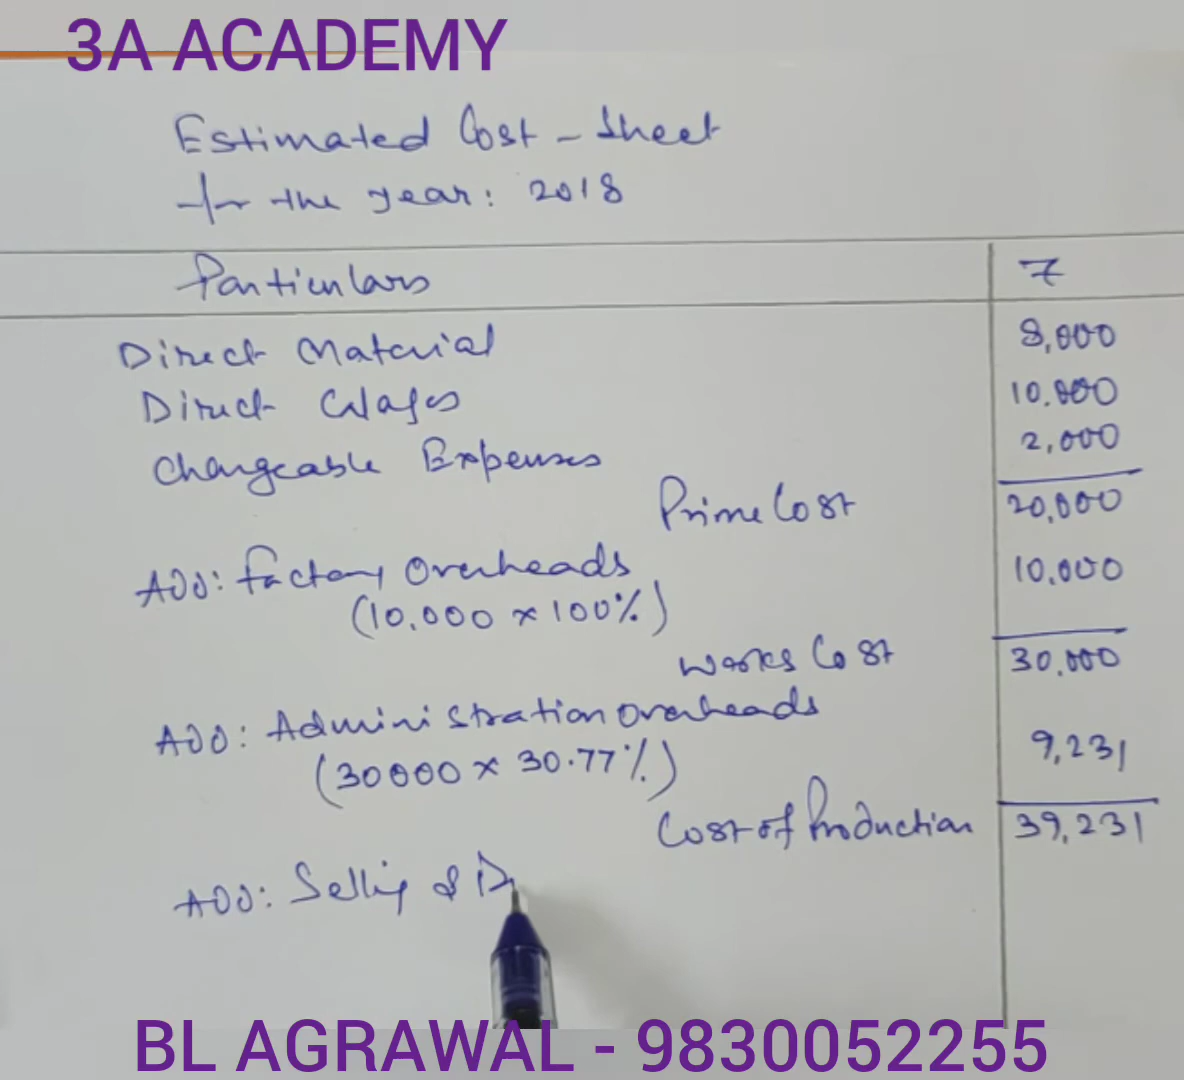 3A ACADEMY
Estimated Cost - Sheet
for the year: 2018
Particulars ₹
Direct Material 8,000
Direct Wages 10,000
Chargeable Expenses 2,000
Prime Cost 20,000
Add: Factory Overheads 10,000
(10,000 × 100%)
Works Cost 30,000
Add: Administration Overheads
(30000 × 30.77%) 9,231
Cost of Production 39,231
Add: Selling & D
BL AGRAWAL - 9830052255